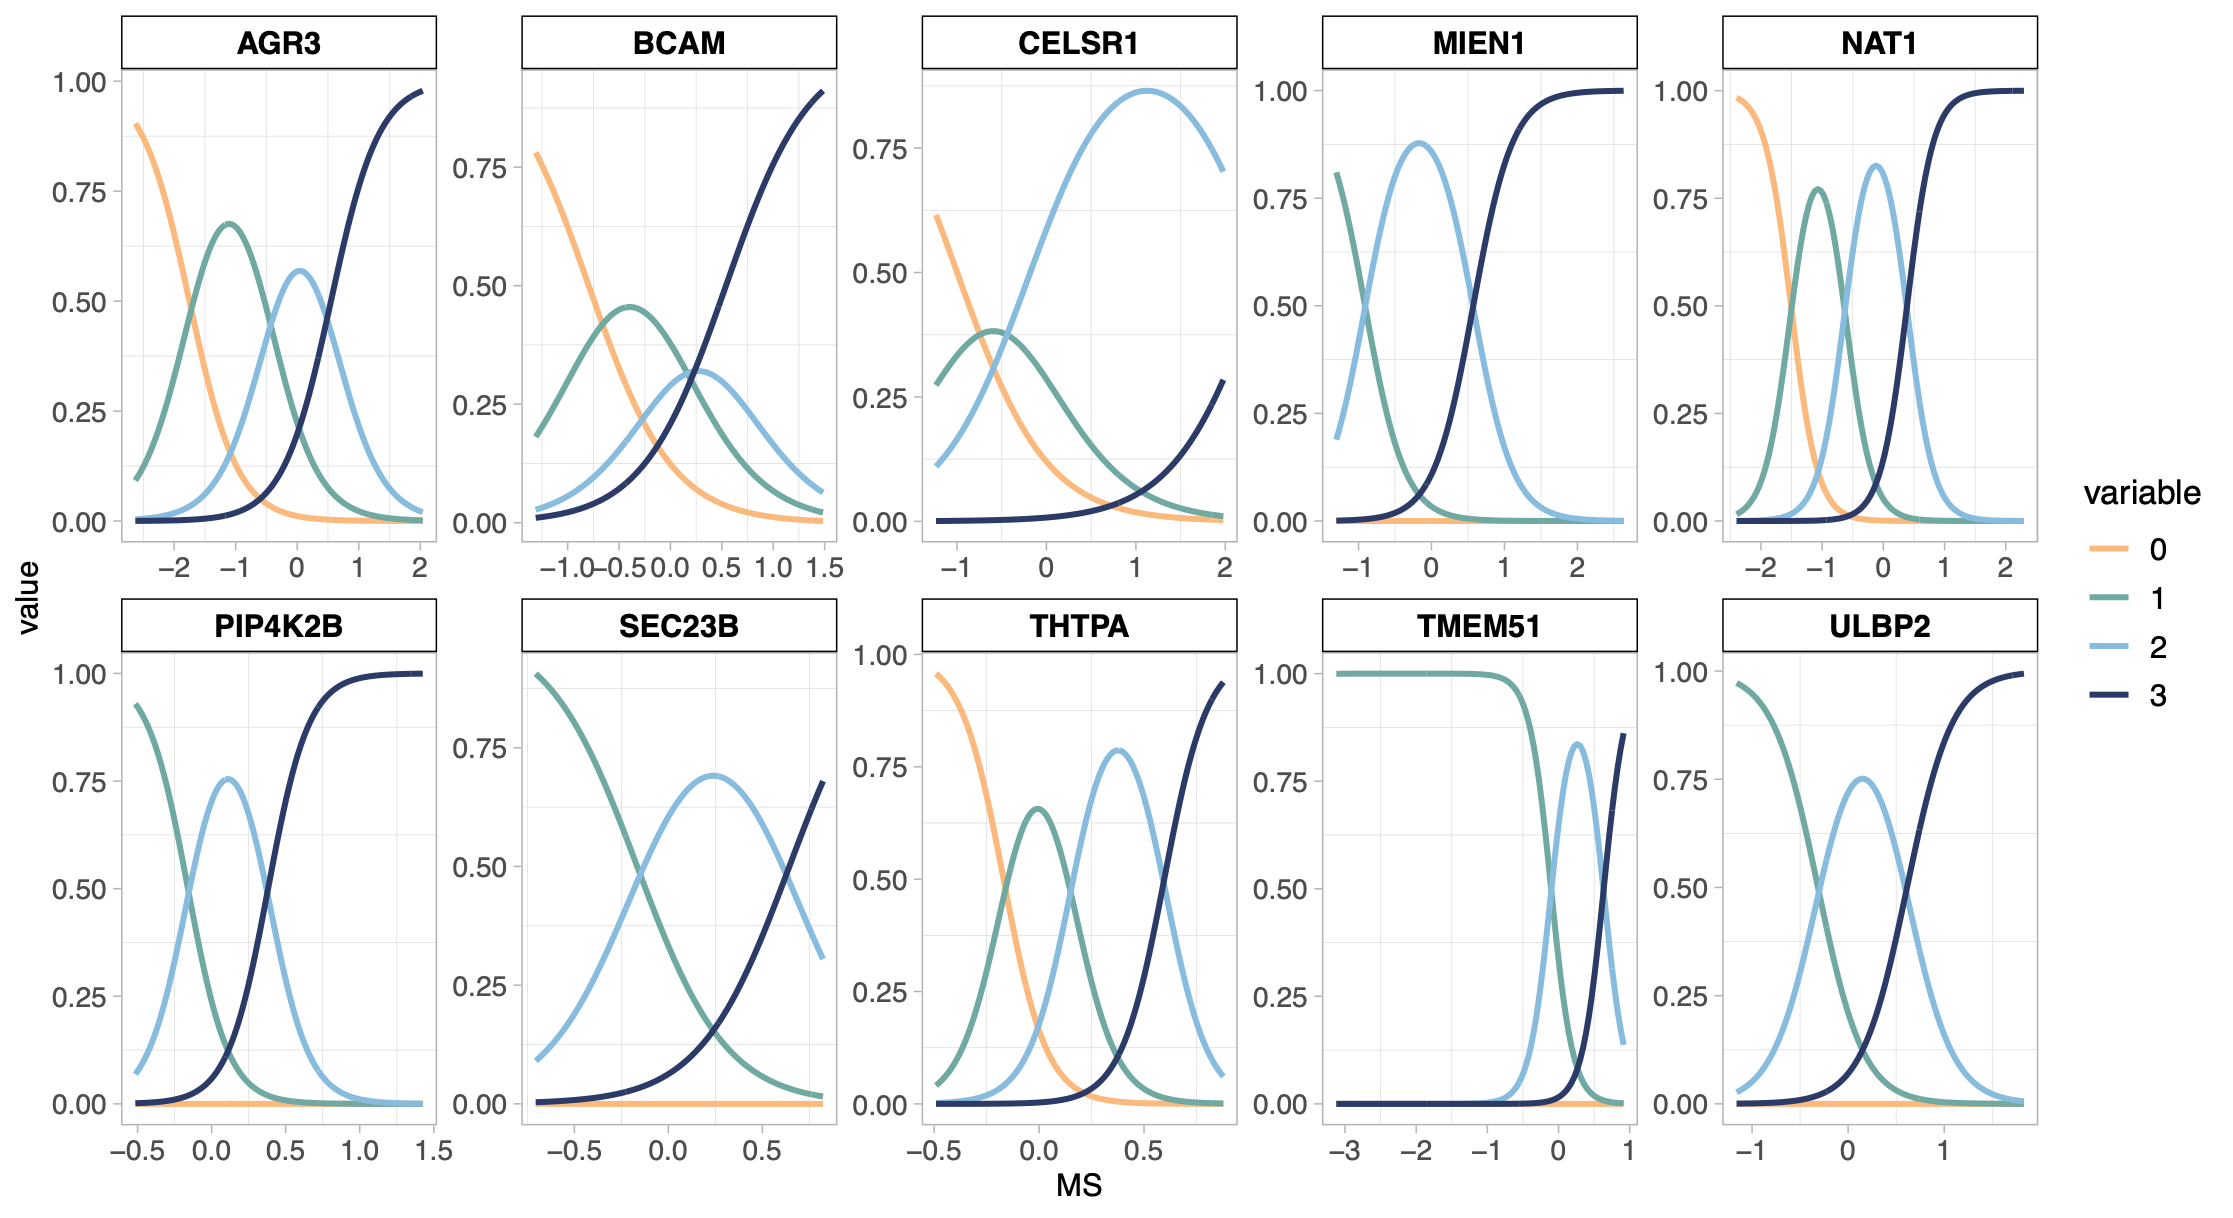 AGR3 BCAM CELSR1 MIEN1 NAT1
1.00 0.75 0.50 0.25 0.00
0.75 0.50 0.25 0.00
0.75 0.50 0.25 0.00
1.00 0.75 0.50 0.25 0.00
1.00 0.75 0.50 0.25 0.00
−2 −1 0 1 2
−1.0 −0.5 0.0 0.5 1.0 1.5
−1 0 1 2
−1 0 1 2
−2 −1 0 1 2
value
PIP4K2B SEC23B THTPA TMEM51 ULBP2
1.00 0.75 0.50 0.25 0.00
0.75 0.50 0.25 0.00
1.00 0.75 0.50 0.25 0.00
1.00 0.75 0.50 0.25 0.00
1.00 0.75 0.50 0.25 0.00
−0.5 0.0 0.5 1.0 1.5
−0.5 0.0 0.5
−0.5 0.0 0.5
−3 −2 −1 0 1
−1 0 1
MS
variable
0
1
2
3